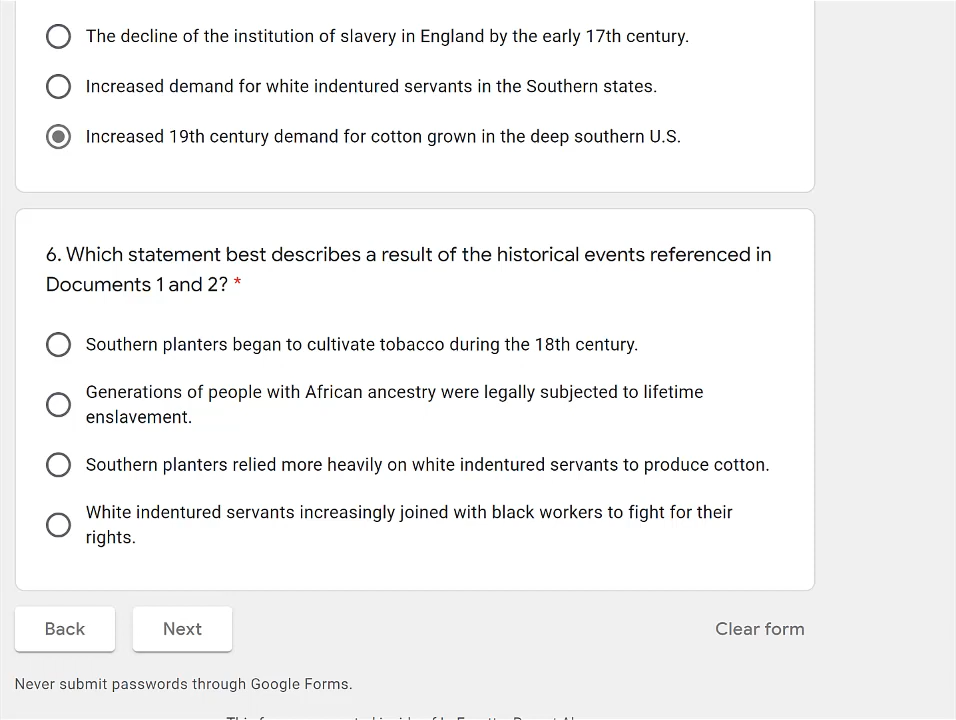 The decline of the institution of slavery in England by the early 17th century.
Increased demand for white indentured servants in the Southern states.
Increased 19th century demand for cotton grown in the deep southern U.S.
6. Which statement best describes a result of the historical events referenced in
Documents 1 and 2? *
Southern planters began to cultivate tobacco during the 18th century.
Generations of people with African ancestry were legally subjected to lifetime
enslavement.
Southern planters relied more heavily on white indentured servants to produce cotton.
White indentured servants increasingly joined with black workers to fight for their
rights.
Back
Next
Clear form
Never submit passwords through Google Forms.